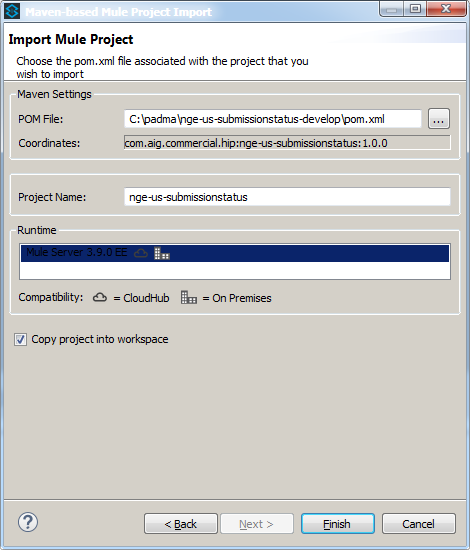 Maven-based Mule Project Import
Import Mule Project
Choose the pom.xml file associated with the project that you
wish to import
Maven Settings
POM File: C:\padma\nge-us-submissionstatus-develop\pom.xml ...
Coordinates: com.aig.commercial.hip:nge-us-submissionstatus:1.0.0
Project Name: nge-us-submissionstatus
Runtime
Mule Server 3.9.0 EE
Compatibility: = CloudHub = On Premises
Copy project into workspace
? < Back Next > Finish Cancel